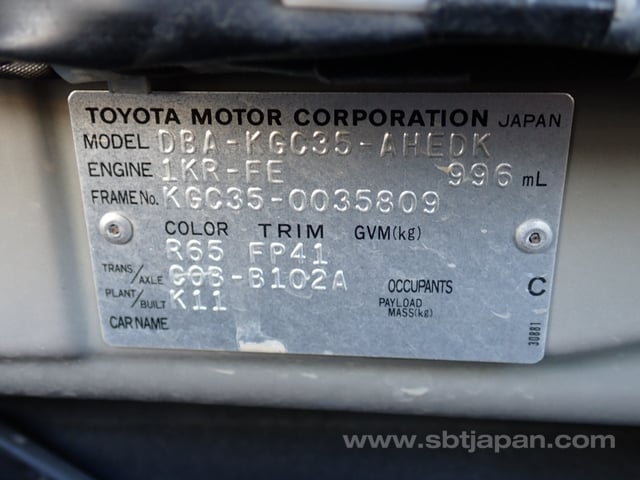 TOYOTA MOTOR CORPORATION JAPAN
MODEL DBA-KGC35-AHEDK
ENGINE 1KR-FE 996 mL
FRAME No. KGC35-0035809
COLOR TRIM GVM(kg)
R65 FP41
TRANS/AXLE C03-B102A OCCUPANTS C
PLANT/BUILT K11 PAYLOAD MASS(kg)
CAR NAME
30881
www.sbtjapan.com